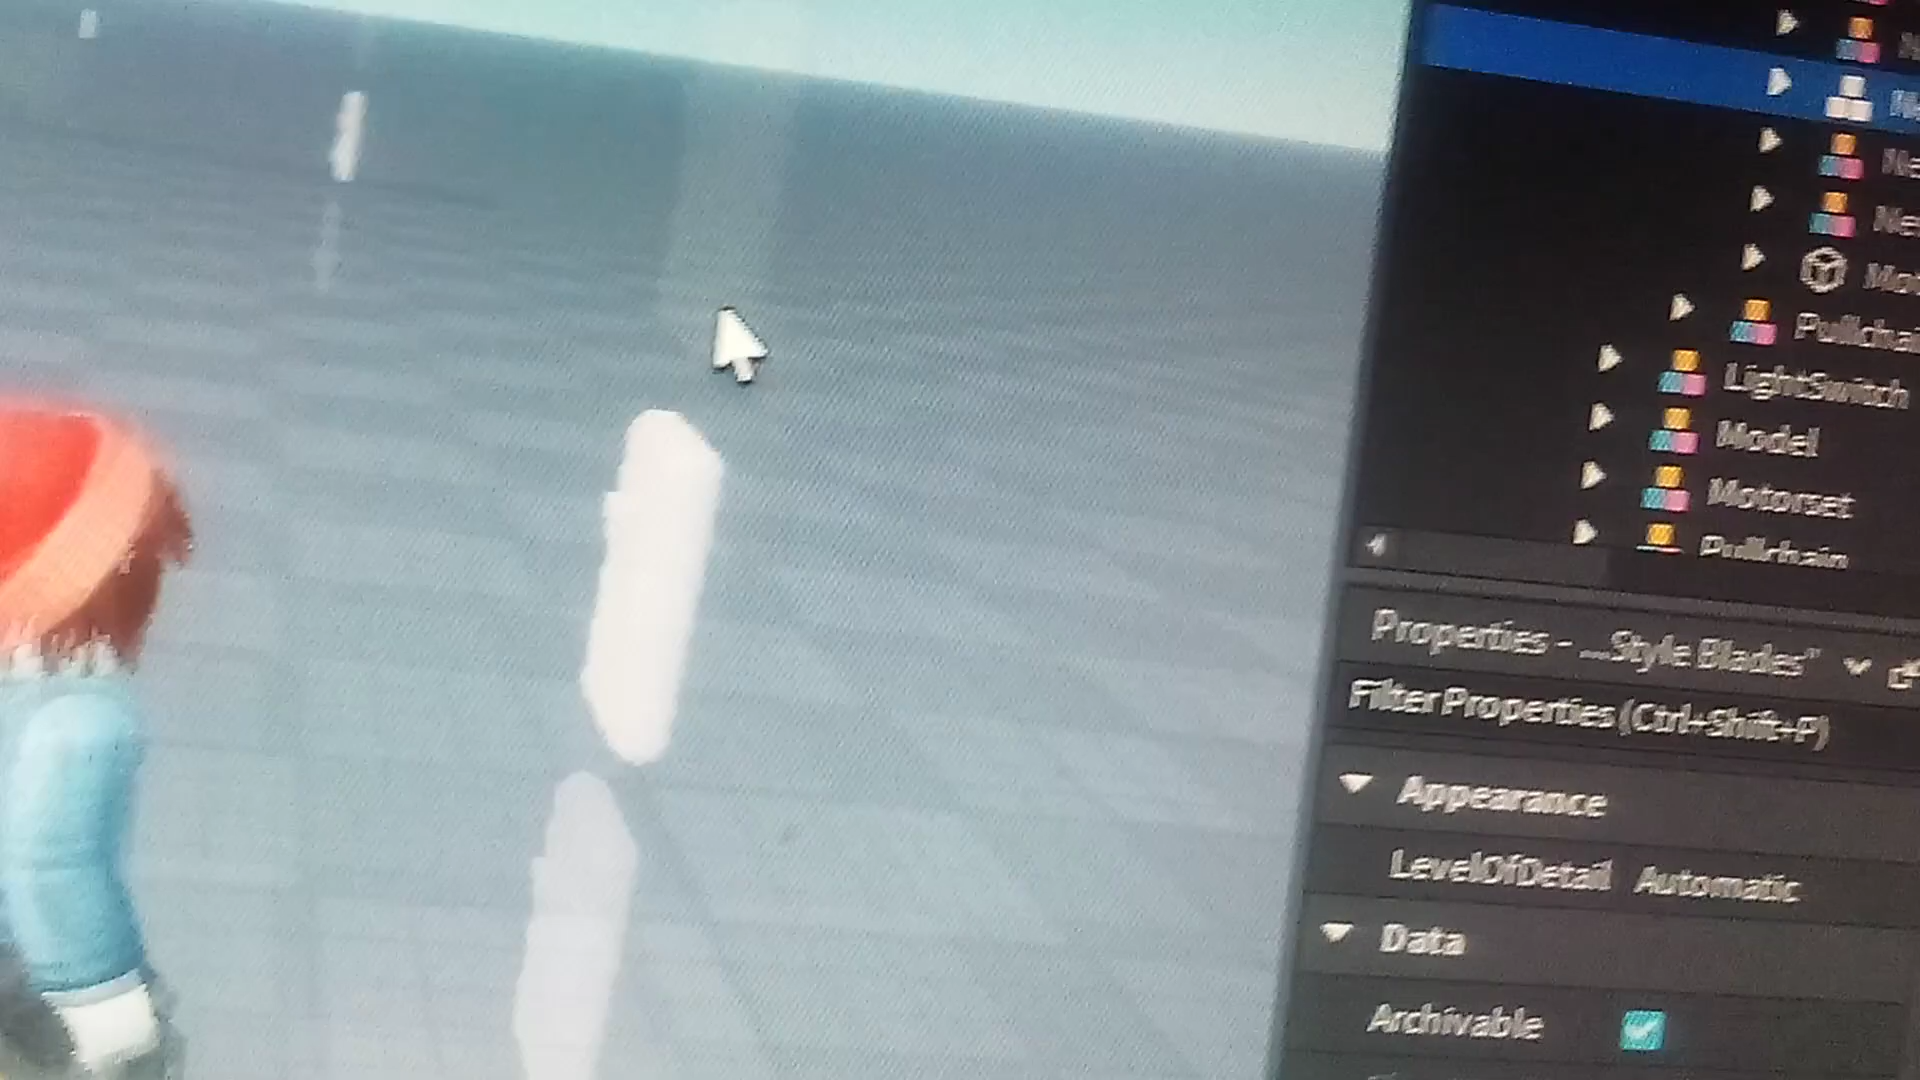 Pullchai
LightSwitch
Model
Motorset
Pullchain
Properties - ...Style Blades"
Filter Properties (Ctrl+Shift+P)
Appearance
LevelOfDetail Automatic
Data
Archivable